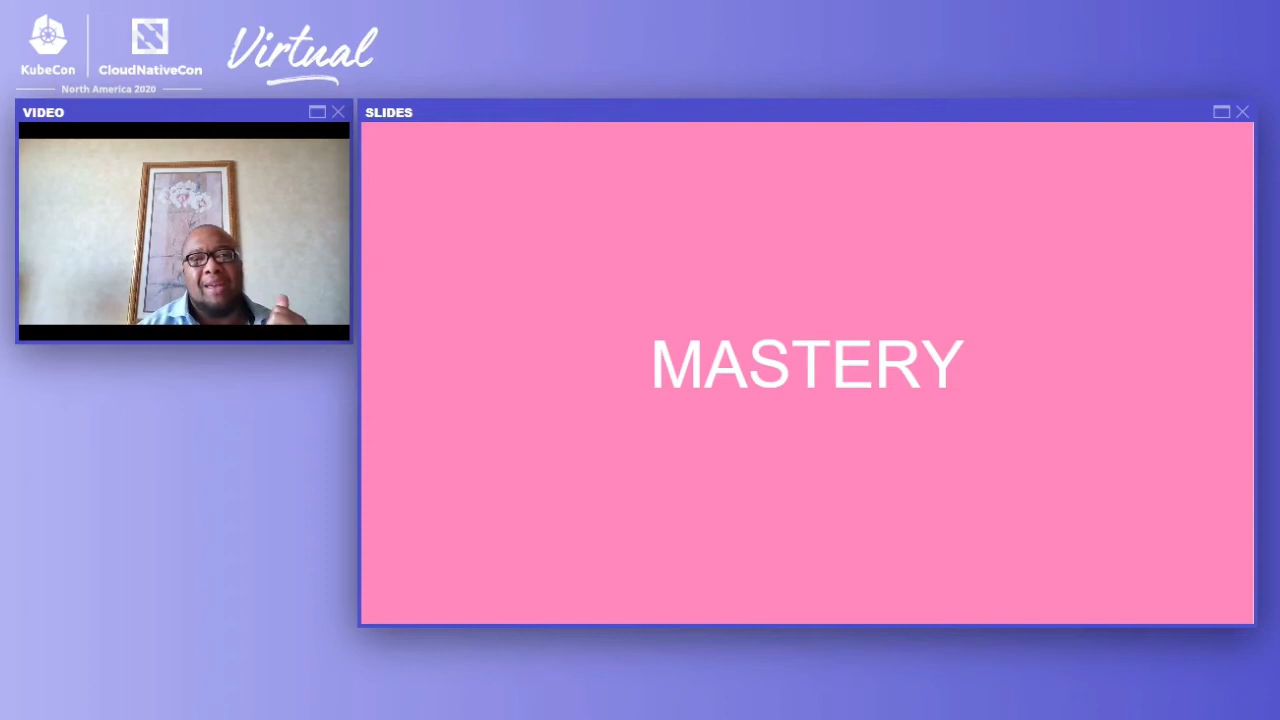 KubeCon
CloudNativeCon
North America 2020
Virtual
VIDEO
SLIDES
MASTERY